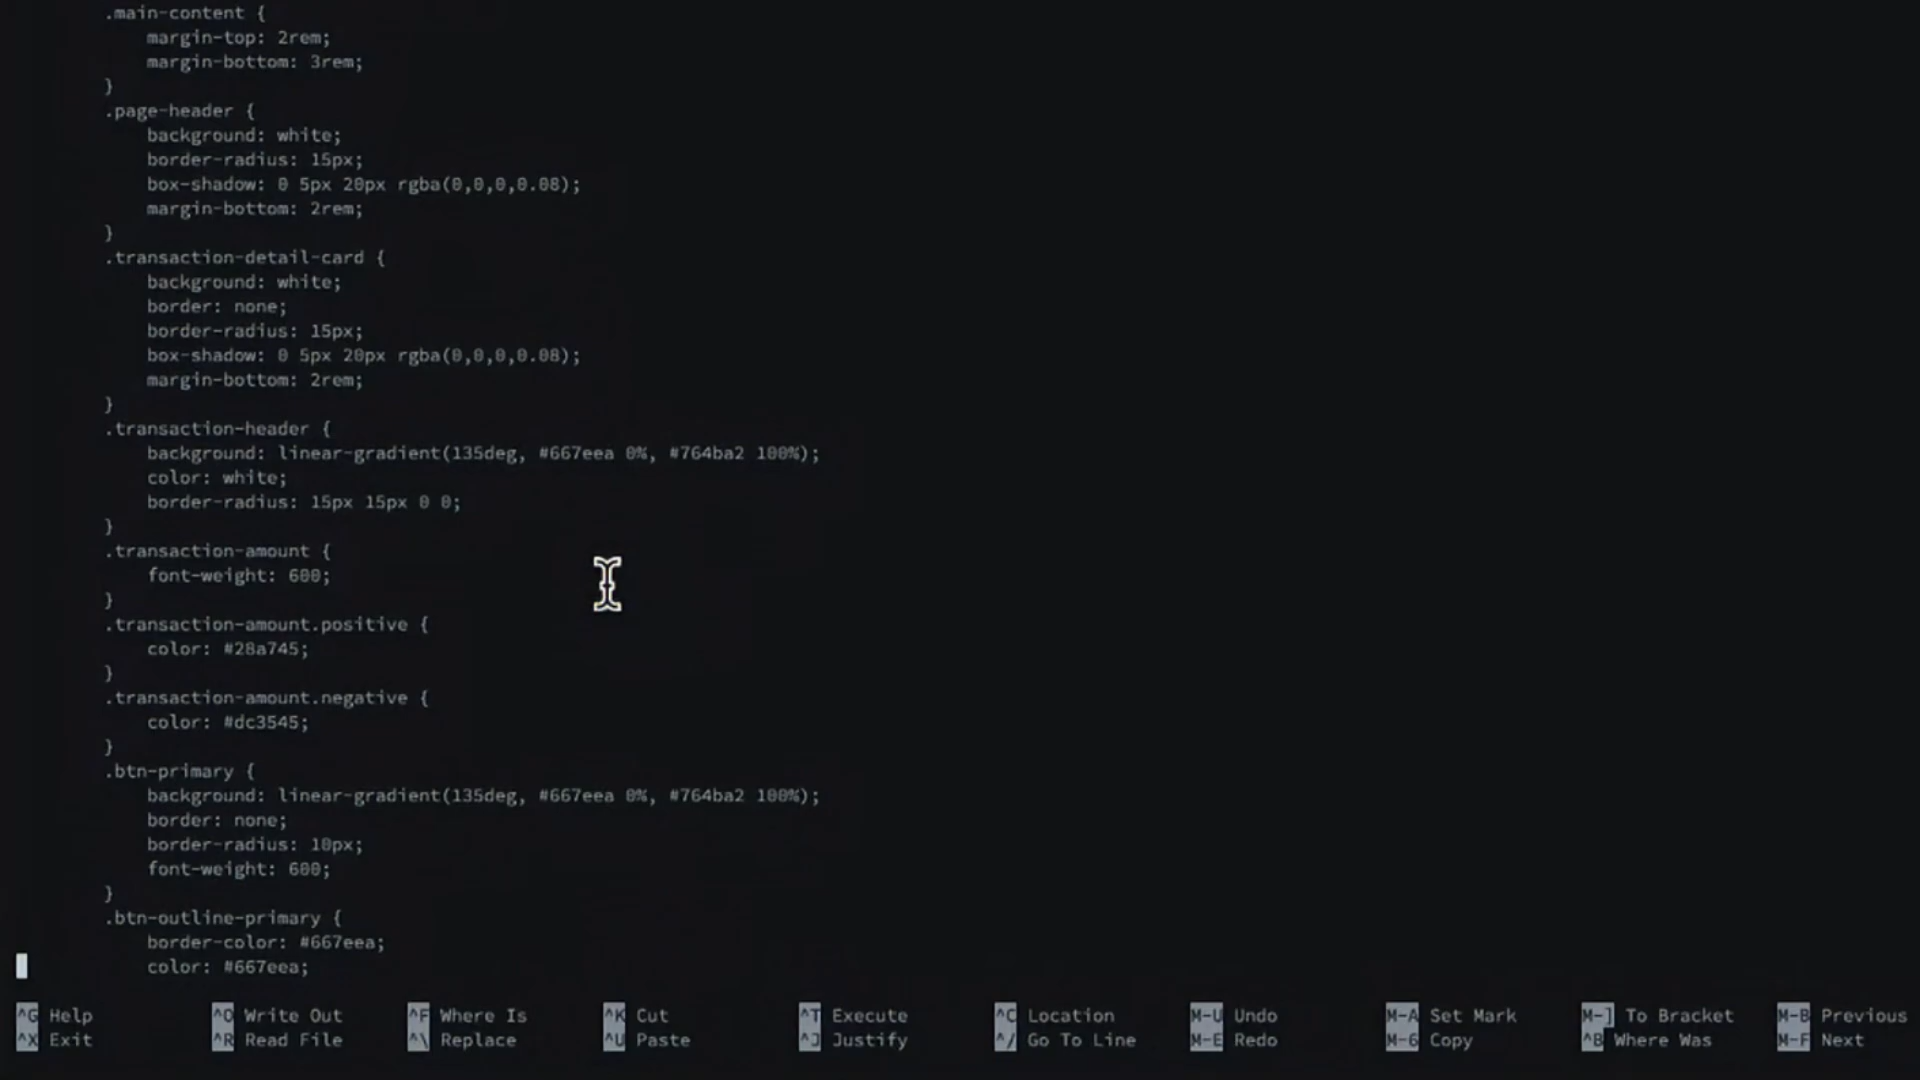 .main-content {
margin-top: 2rem;
margin-bottom: 3rem;
}
.page-header {
background: white;
border-radius: 15px;
box-shadow: 0 5px 20px rgba(0,0,0,0.08);
margin-bottom: 2rem;
}
.transaction-detail-card {
background: white;
border: none;
border-radius: 15px;
box-shadow: 0 5px 20px rgba(0,0,0,0.08);
margin-bottom: 2rem;
}
.transaction-header {
background: linear-gradient(135deg, #667eea 0%, #764ba2 100%);
color: white;
border-radius: 15px 15px 0 0;
}
.transaction-amount {
font-weight: 600;
}
.transaction-amount.positive {
color: #28a745;
}
.transaction-amount.negative {
color: #dc3545;
}
.btn-primary {
background: linear-gradient(135deg, #667eea 0%, #764ba2 100%);
border: none;
border-radius: 10px;
font-weight: 600;
}
.btn-outline-primary {
border-color: #667eea;
color: #667eea;
^G Help ^O Write Out ^F Where Is ^K Cut ^T Execute ^C Location M-U Undo M-A Set Mark M-] To Bracket M-B Previous
^X Exit ^R Read File ^\ Replace ^U Paste ^J Justify ^/ Go To Line M-E Redo M-6 Copy ^B Where Was M-F Next